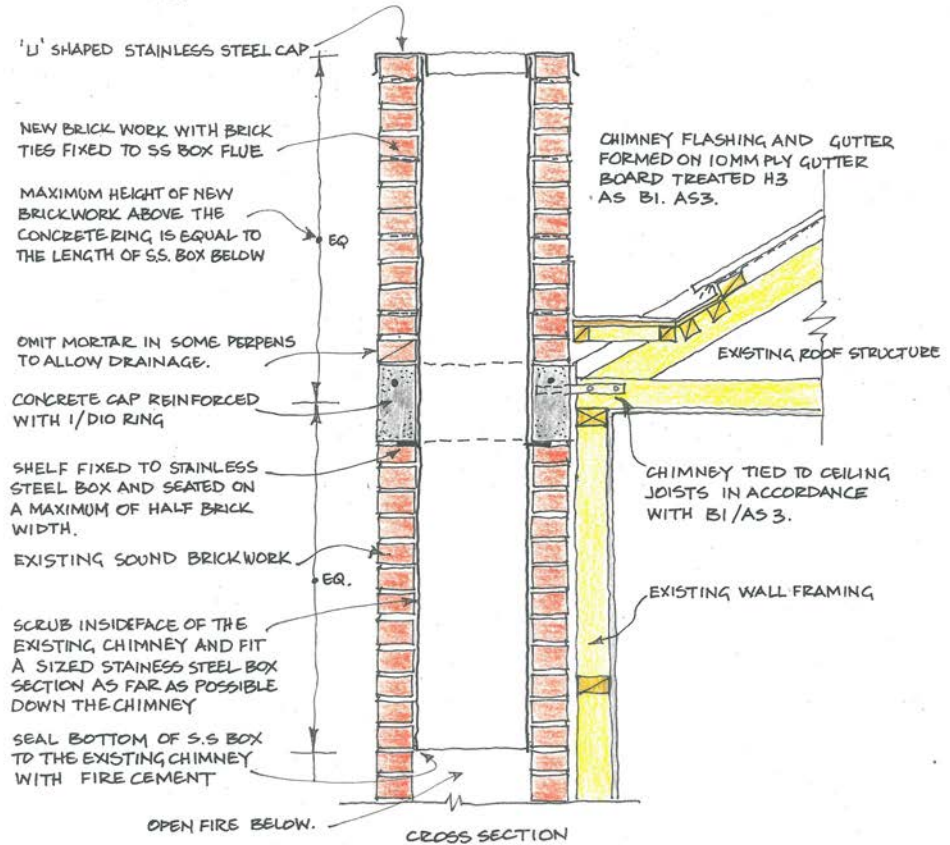 'U' SHAPED STAINLESS STEEL CAP
NEW BRICK WORK WITH BRICK
TIES FIXED TO SS BOX FLUE
MAXIMUM HEIGHT OF NEW
BRICKWORK ABOVE THE
CONCRETE RING IS EQUAL TO
THE LENGTH OF S.S. BOX BELOW
EQ
OMIT MORTAR IN SOME PERPENS
TO ALLOW DRAINAGE.
CONCRETE CAP REINFORCED
WITH 1/D10 RING
SHELF FIXED TO STAINLESS
STEEL BOX AND SEATED ON
A MAXIMUM OF HALF BRICK
WIDTH.
EXISTING SOUND BRICKWORK
EQ.
SCRUB INSIDEFACE OF THE
EXISTING CHIMNEY AND FIT
A SIZED STAINESS STEEL BOX
SECTION AS FAR AS POSSIBLE
DOWN THE CHIMNEY
SEAL BOTTOM OF S.S BOX
TO THE EXISTING CHIMNEY
WITH FIRE CEMENT
OPEN FIRE BELOW.
CROSS SECTION
CHIMNEY FLASHING AND GUTTER
FORMED ON 10MM PLY GUTTER
BOARD TREATED H3
AS B1. AS3.
EXISTING ROOF STRUCTURE
CHIMNEY TIED TO CEILING
JOISTS IN ACCORDANCE
WITH B1/AS3.
EXISTING WALL FRAMING